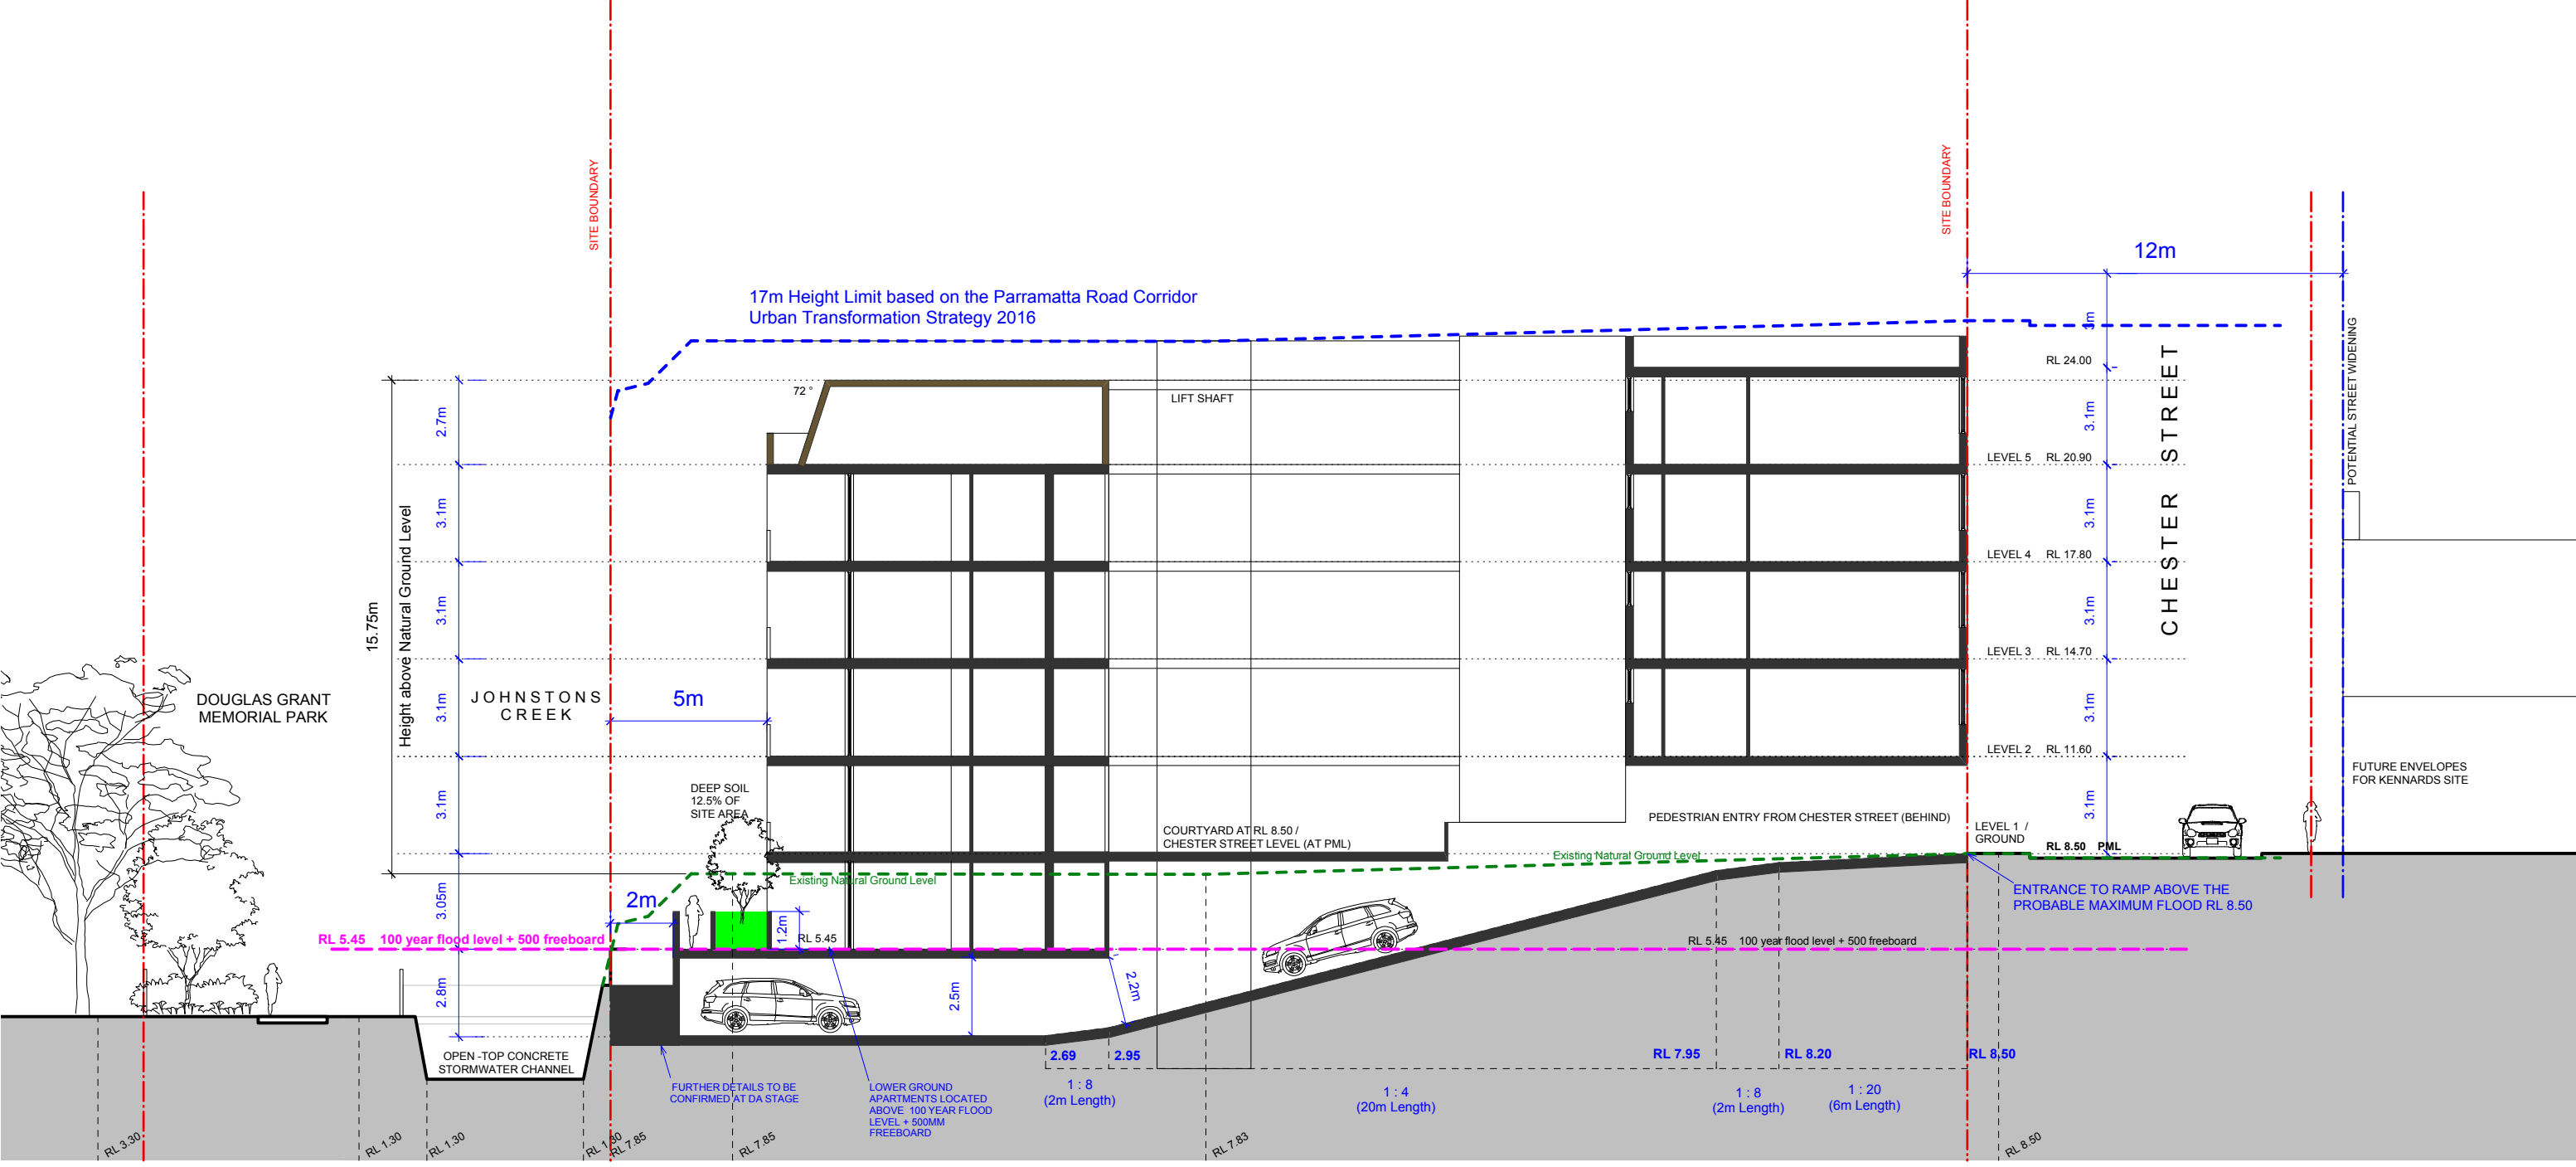 SITE BOUNDARY
SITE BOUNDARY
12m
17m Height Limit based on the Parramatta Road Corridor
Urban Transformation Strategy 2016
3m
POTENTIAL STREET WIDENING
CHESTER STREET
RL 24.00
72 °
LIFT SHAFT
2.7m
3.1m
LEVEL 5 RL 20.90
3.1m
3.1m
LEVEL 4 RL 17.80
15.75m
Height above Natural Ground Level
3.1m
3.1m
LEVEL 3 RL 14.70
DOUGLAS GRANT
MEMORIAL PARK
JOHNSTONS
CREEK
5m
3.1m
3.1m
LEVEL 2 RL 11.60
FUTURE ENVELOPES
FOR KENNARDS SITE
DEEP SOIL
12.5% OF
SITE AREA
3.1m
3.1m
COURTYARD AT RL 8.50 /
CHESTER STREET LEVEL (AT PML)
PEDESTRIAN ENTRY FROM CHESTER STREET (BEHIND)
LEVEL 1 /
GROUND
RL 8.50 PML
Existing Natural Ground Level
Existing Natural Ground Level
ENTRANCE TO RAMP ABOVE THE
PROBABLE MAXIMUM FLOOD RL 8.50
3.05m
2m
1.2m
RL 5.45
RL 5.45 100 year flood level + 500 freeboard
RL 5.45 100 year flood level + 500 freeboard
2.8m
2.5m
2.2m
OPEN -TOP CONCRETE
STORMWATER CHANNEL
2.69
2.95
RL 7.95
RL 8.20
RL 8.50
FURTHER DETAILS TO BE
CONFIRMED AT DA STAGE
LOWER GROUND
APARTMENTS LOCATED
ABOVE 100 YEAR FLOOD
LEVEL + 500MM
FREEBOARD
1 : 8
(2m Length)
1 : 4
(20m Length)
1 : 8
(2m Length)
1 : 20
(6m Length)
RL 3.30
RL 1.30
RL 1.30
RL 1.30
RL 7.85
RL 7.85
RL 7.83
RL 8.50